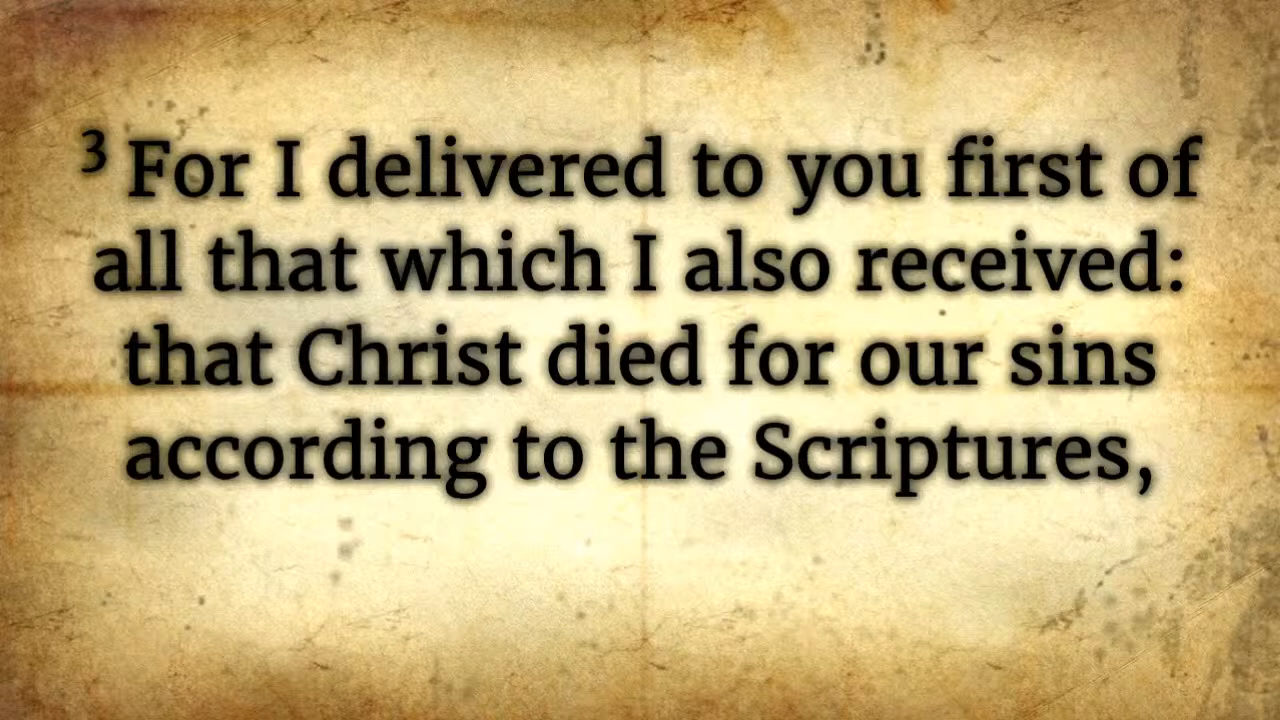 ³ For I delivered to you first of
all that which I also received:
that Christ died for our sins
according to the Scriptures,